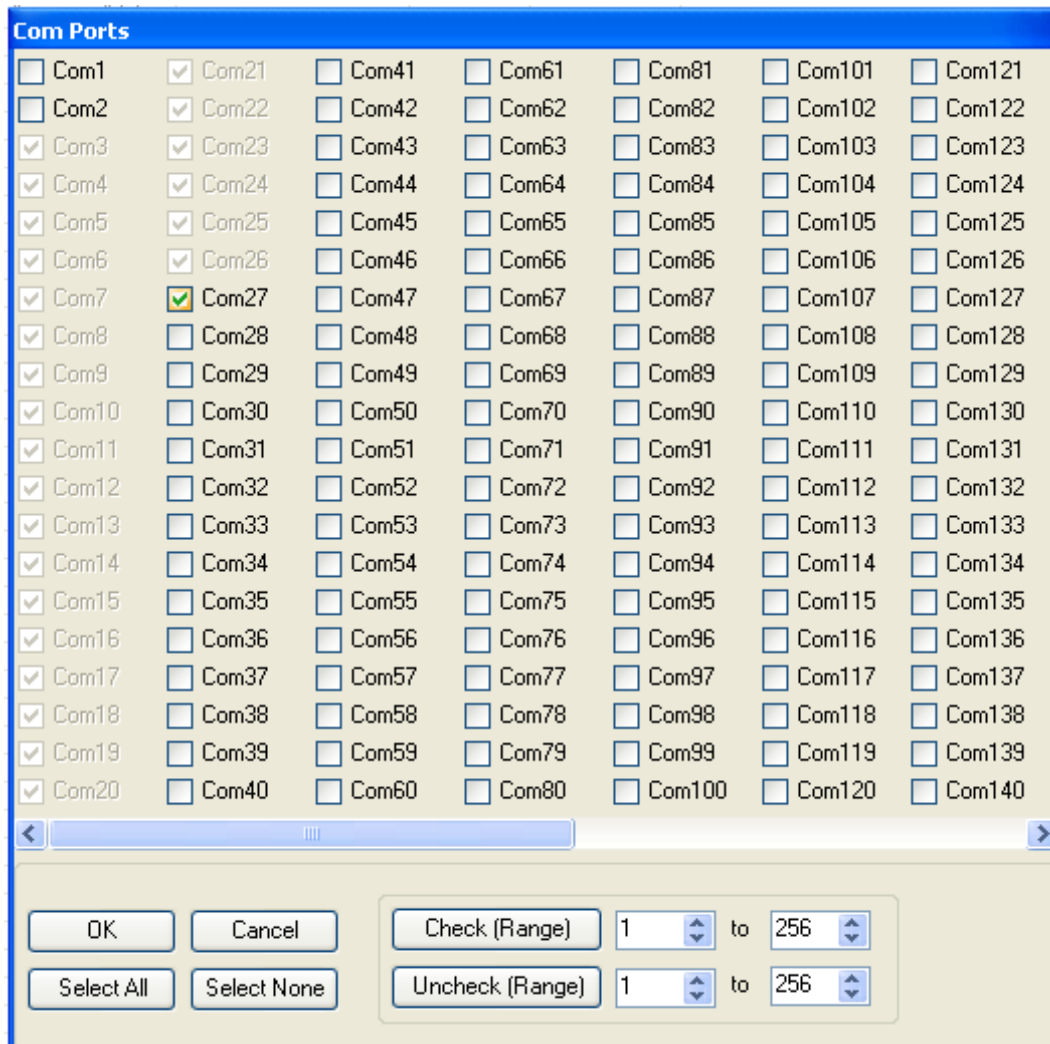 Com Ports
Com1 Com21 Com41 Com61 Com81 Com101 Com121
Com2 Com22 Com42 Com62 Com82 Com102 Com122
Com3 Com23 Com43 Com63 Com83 Com103 Com123
Com4 Com24 Com44 Com64 Com84 Com104 Com124
Com5 Com25 Com45 Com65 Com85 Com105 Com125
Com6 Com26 Com46 Com66 Com86 Com106 Com126
Com7 Com27 Com47 Com67 Com87 Com107 Com127
Com8 Com28 Com48 Com68 Com88 Com108 Com128
Com9 Com29 Com49 Com69 Com89 Com109 Com129
Com10 Com30 Com50 Com70 Com90 Com110 Com130
Com11 Com31 Com51 Com71 Com91 Com111 Com131
Com12 Com32 Com52 Com72 Com92 Com112 Com132
Com13 Com33 Com53 Com73 Com93 Com113 Com133
Com14 Com34 Com54 Com74 Com94 Com114 Com134
Com15 Com35 Com55 Com75 Com95 Com115 Com135
Com16 Com36 Com56 Com76 Com96 Com116 Com136
Com17 Com37 Com57 Com77 Com97 Com117 Com137
Com18 Com38 Com58 Com78 Com98 Com118 Com138
Com19 Com39 Com59 Com79 Com99 Com119 Com139
Com20 Com40 Com60 Com80 Com100 Com120 Com140
OK Cancel Check (Range) 1 to 256
Select All Select None Uncheck (Range) 1 to 256